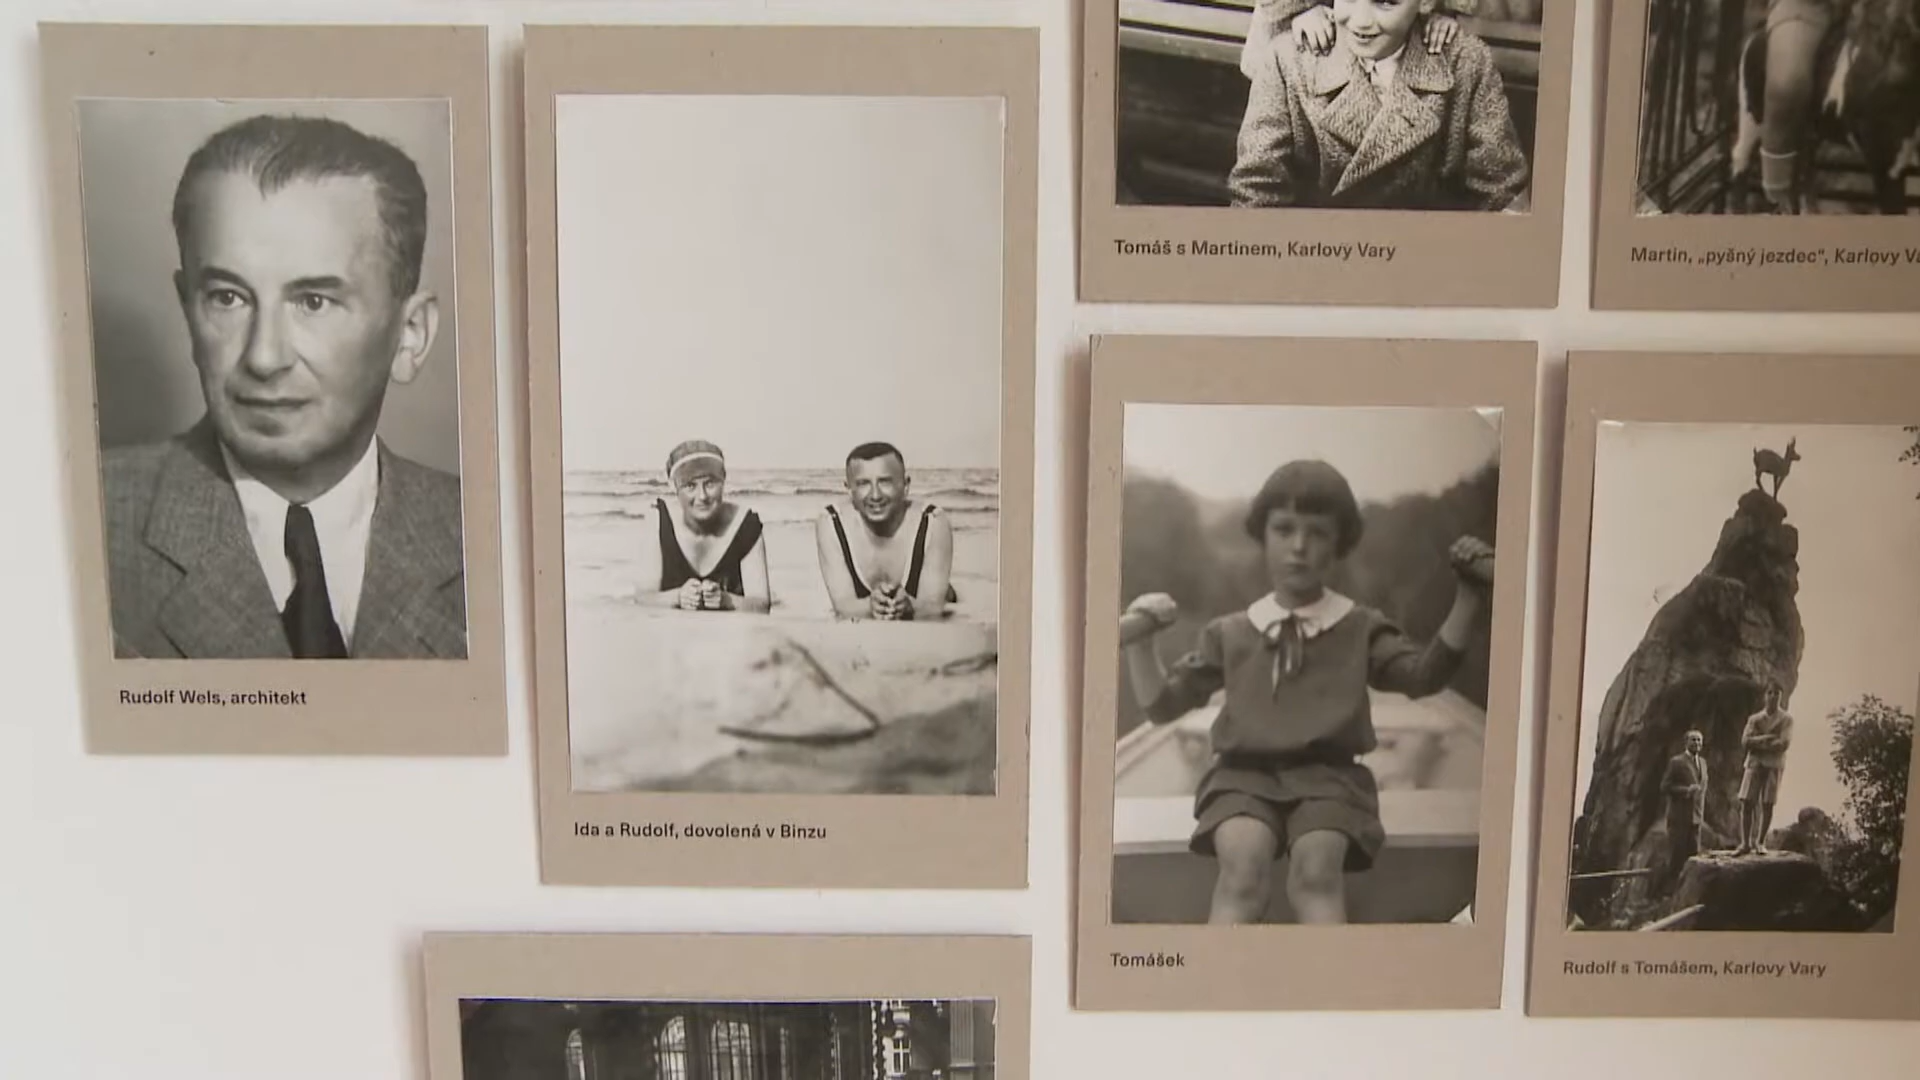 Rudolf Wels, architekt
Ida a Rudolf, dovolená v Binzu
Tomáš s Martinem, Karlovy Vary
Martin, „pyšný jezdec“, Karlovy
Tomášek
Rudolf s Tomášem, Karlovy Vary